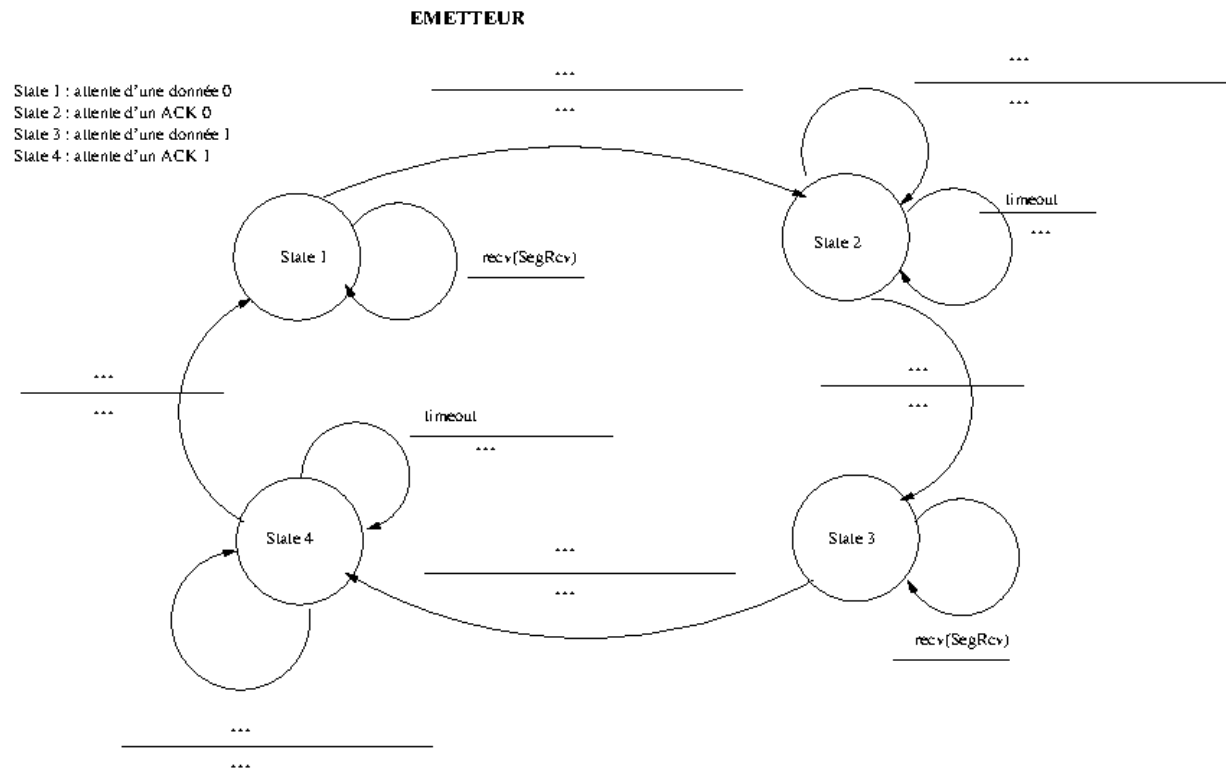 EMETTEUR
State 1 : attente d'une donnée 0
State 2 : attente d'un ACK 0
State 3 : attente d'une donnée 1
State 4 : attente d'un ACK 1
...
...
...
...
State 1
recv(SegRcv)
State 2
timeout
...
...
...
...
...
timeout
...
State 4
State 3
...
...
recv(SegRcv)
...
...